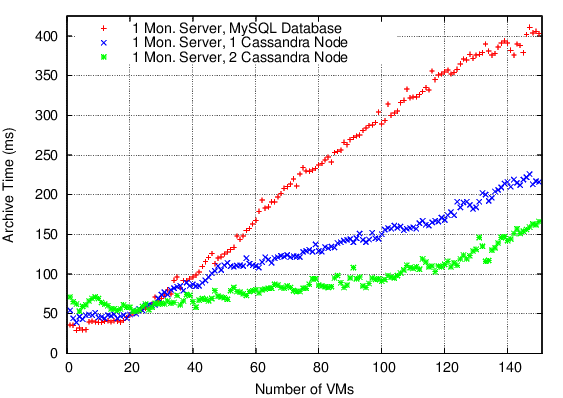 1 Mon. Server, MySQL Database
1 Mon. Server, 1 Cassandra Node
1 Mon. Server, 2 Cassandra Node
400
350
300
250
200
150
100
50
0
Archive Time (ms)
0 20 40 60 80 100 120 140
Number of VMs